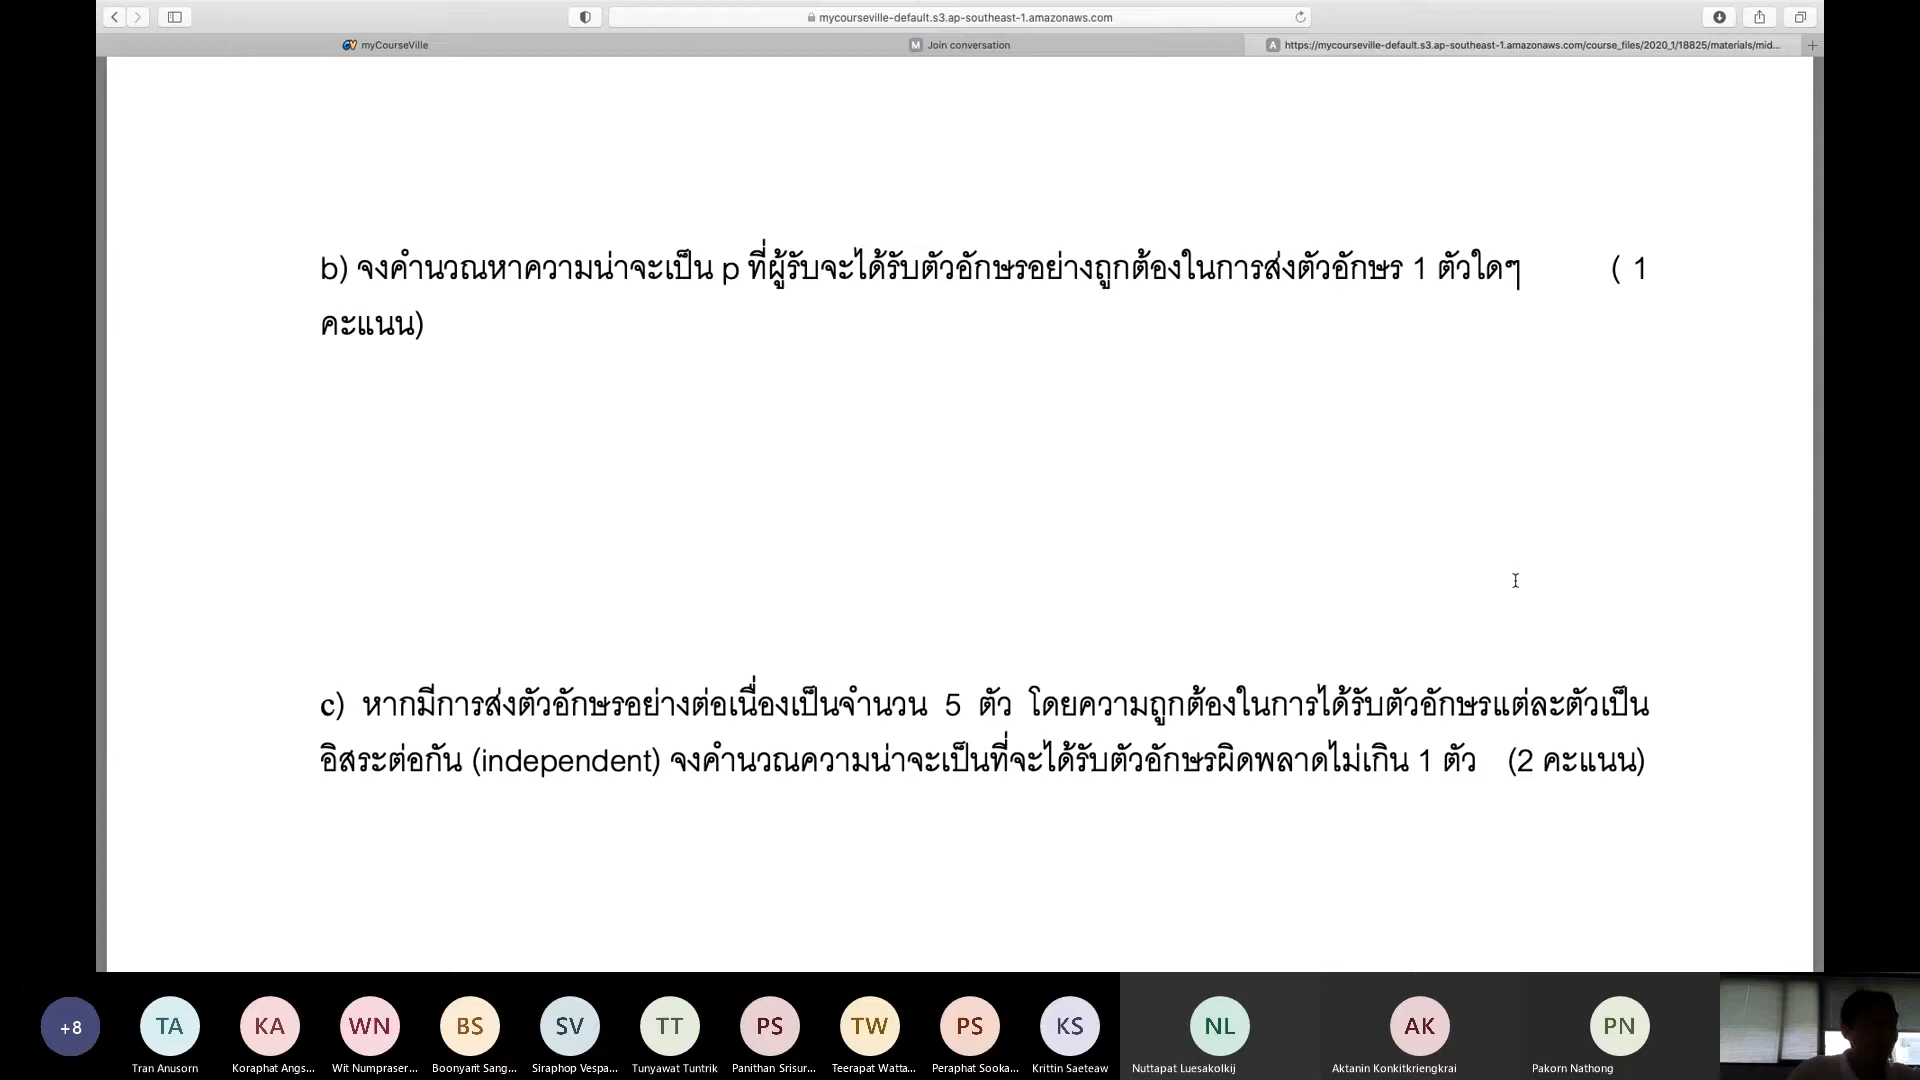 mycourseville-default.s3.ap-southeast-1.amazonaws.com
myCourseVille
M Join conversation
A https://mycourseville-default.s3.ap-southeast-1.amazonaws.com/course_files/2020_1/18825/materials/mid...
b) จงคำนวณหาความน่าจะเป็น p ที่ผู้รับจะได้รับตัวอักษรอย่างถูกต้องในการส่งตัวอักษร 1 ตัวใดๆ ( 1
คะแนน)
c) หากมีการส่งตัวอักษรอย่างต่อเนื่องเป็นจำนวน 5 ตัว โดยความถูกต้องในการได้รับตัวอักษรแต่ละตัวเป็น
อิสระต่อกัน (independent) จงคำนวณความน่าจะเป็นที่จะได้รับตัวอักษรผิดพลาดไม่เกิน 1 ตัว (2 คะแนน)
+8 TA KA WN BS SV TT PS TW PS KS NL AK PN
Tran Anusorn Koraphat Angs... Wit Numpraser... Boonyarit Sang... Siraphop Vespa... Tunyawat Tuntrik Panithan Srisur... Teerapat Watta... Peraphat Sooka... Krittin Saeteaw Nuttapat Luesakolkij Aktanin Konkitkriengkrai Pakorn Nathong